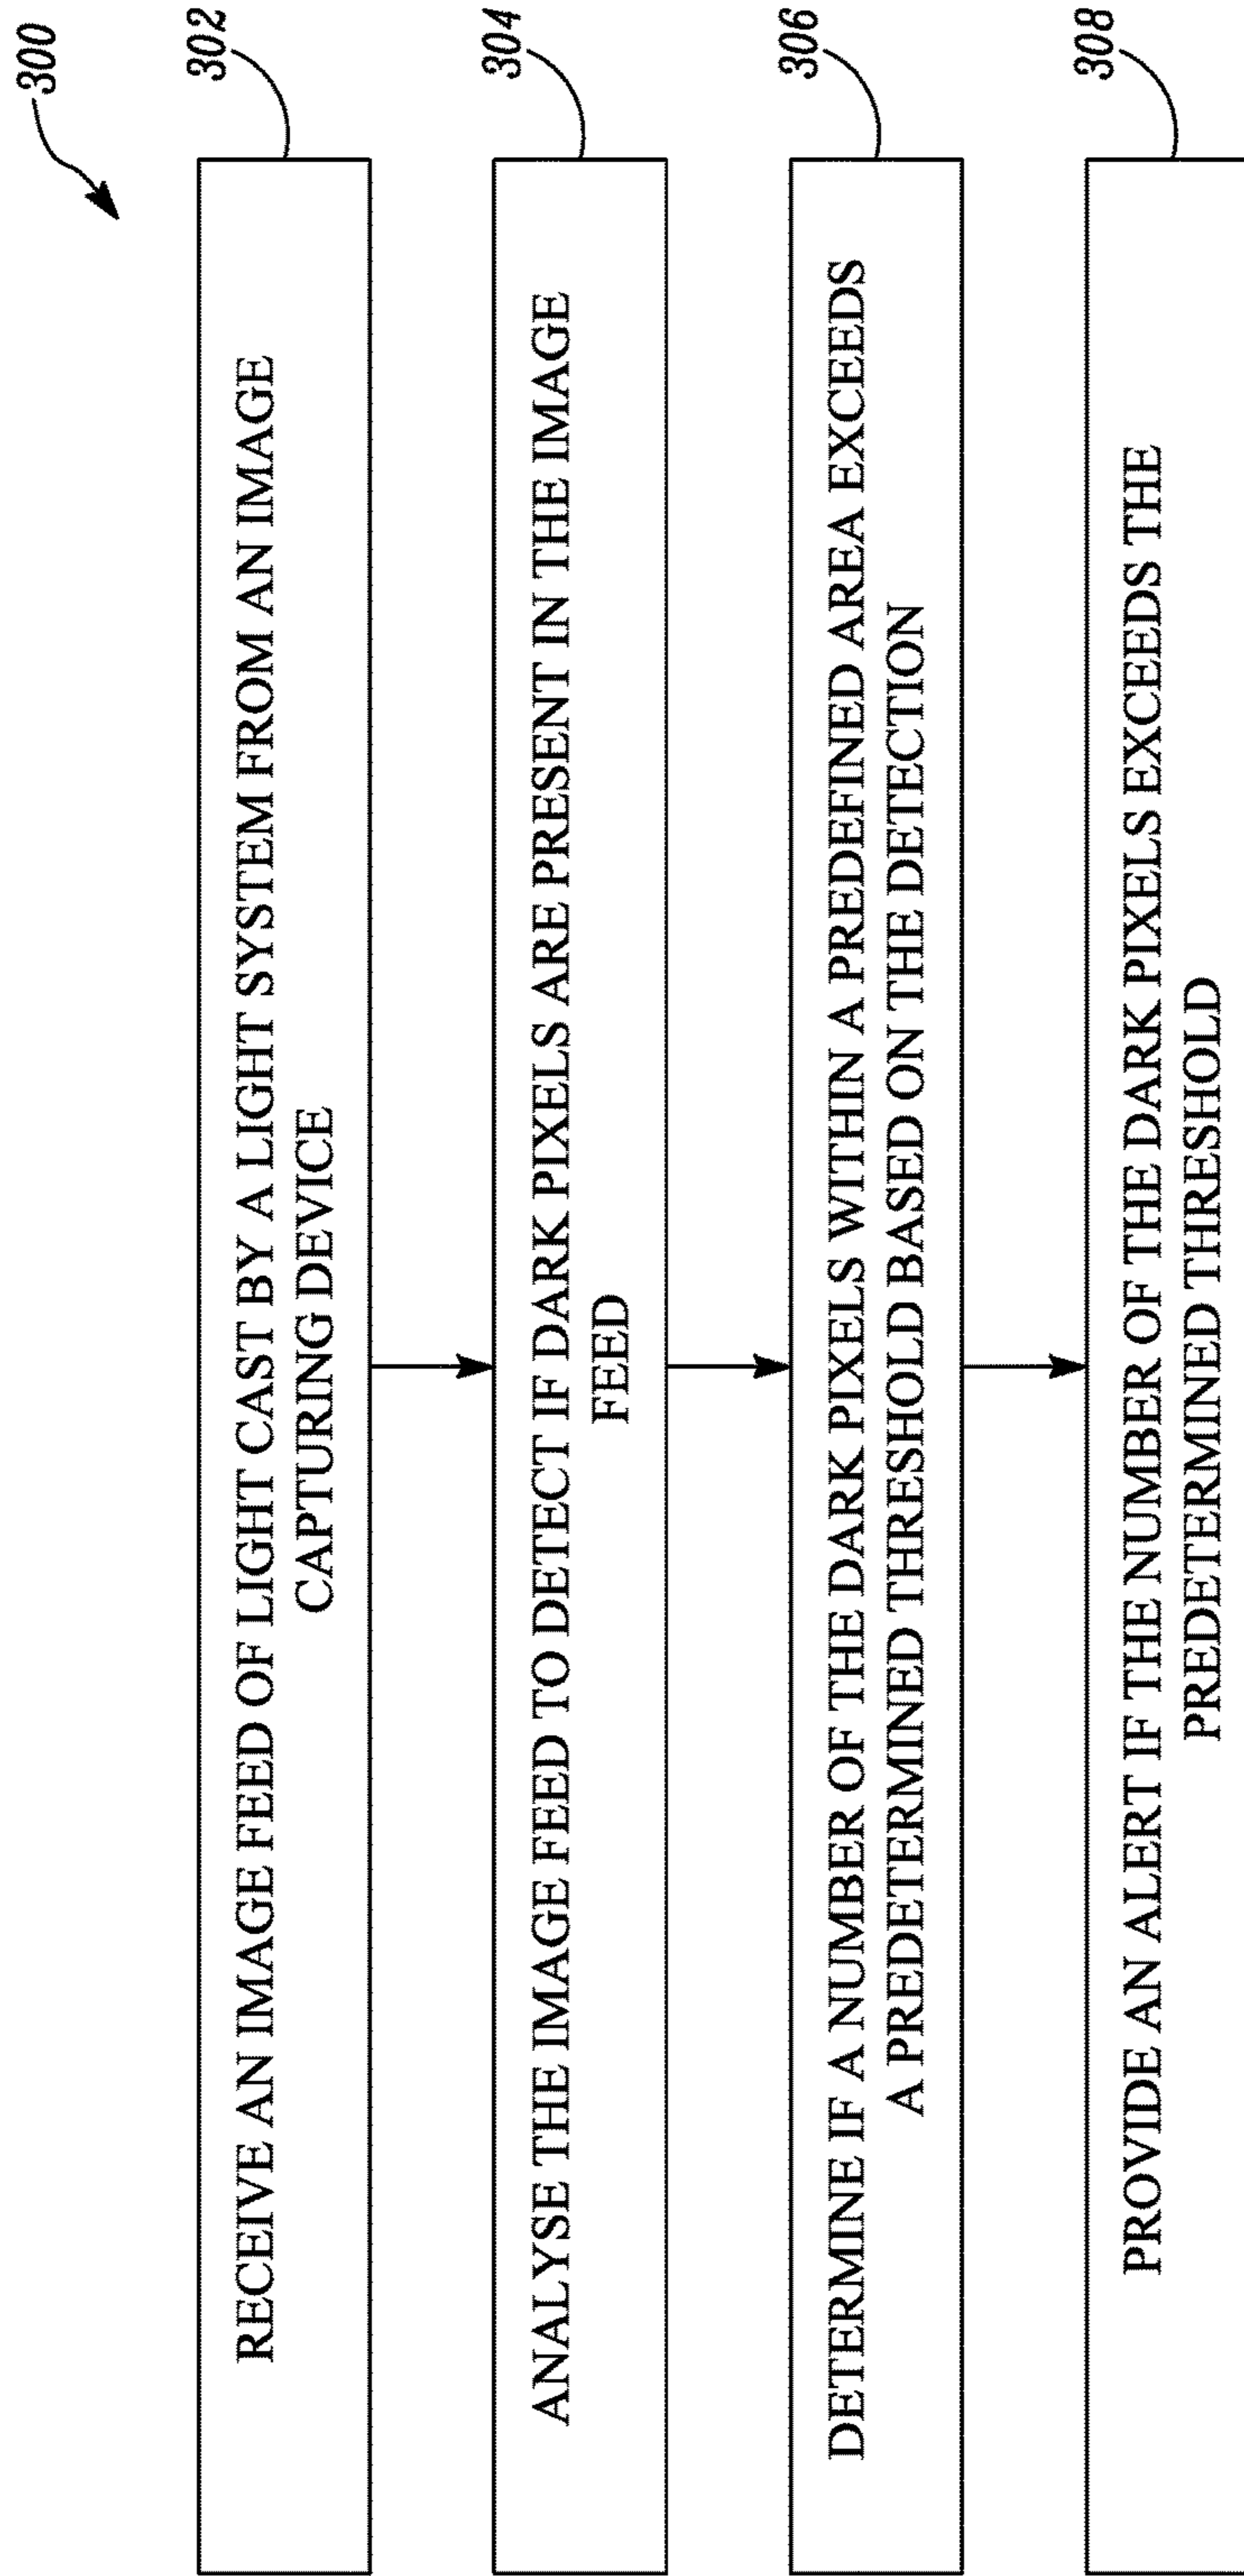 300
302
RECEIVE AN IMAGE FEED OF LIGHT CAST BY A LIGHT SYSTEM FROM AN IMAGE
CAPTURING DEVICE
304
ANALYSE THE IMAGE FEED TO DETECT IF DARK PIXELS ARE PRESENT IN THE IMAGE
FEED
306
DETERMINE IF A NUMBER OF THE DARK PIXELS WITHIN A PREDEFINED AREA EXCEEDS
A PREDETERMINED THRESHOLD BASED ON THE DETECTION
308
PROVIDE AN ALERT IF THE NUMBER OF THE DARK PIXELS EXCEEDS THE
PREDETERMINED THRESHOLD